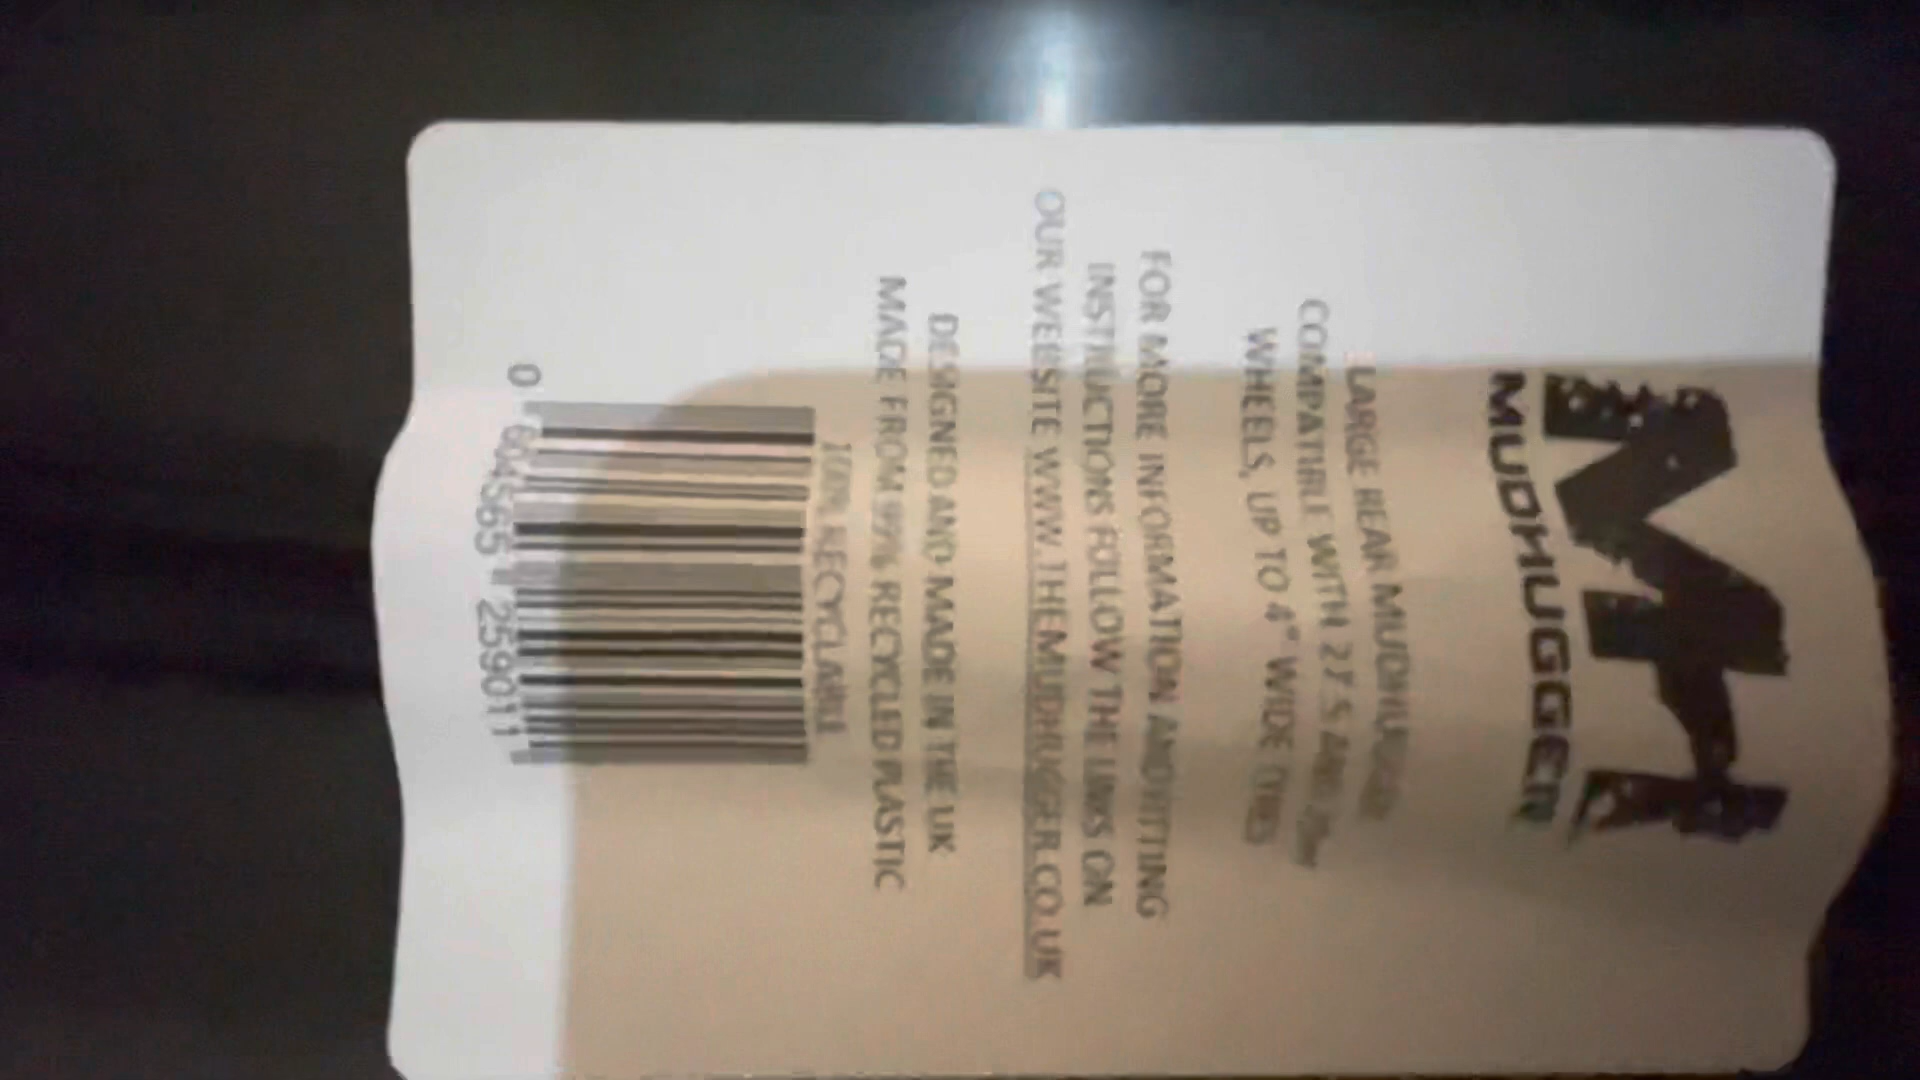 MH
MUDHUGGER
LARGE REAR MUDHUGGER
COMPATIBLE WITH 27.5 AND
WHEELS, UP TO 4" WIDE TYRES
FOR MORE INFORMATION AND FITTING
INSTRUCTIONS FOLLOW THE LINKS ON
OUR WEBSITE WWW.THEMUDHUGGER.CO.UK
DESIGNED AND MADE IN THE UK
MADE FROM 99% RECYCLED PLASTIC
100% RECYCLABLE
0 604565 259011